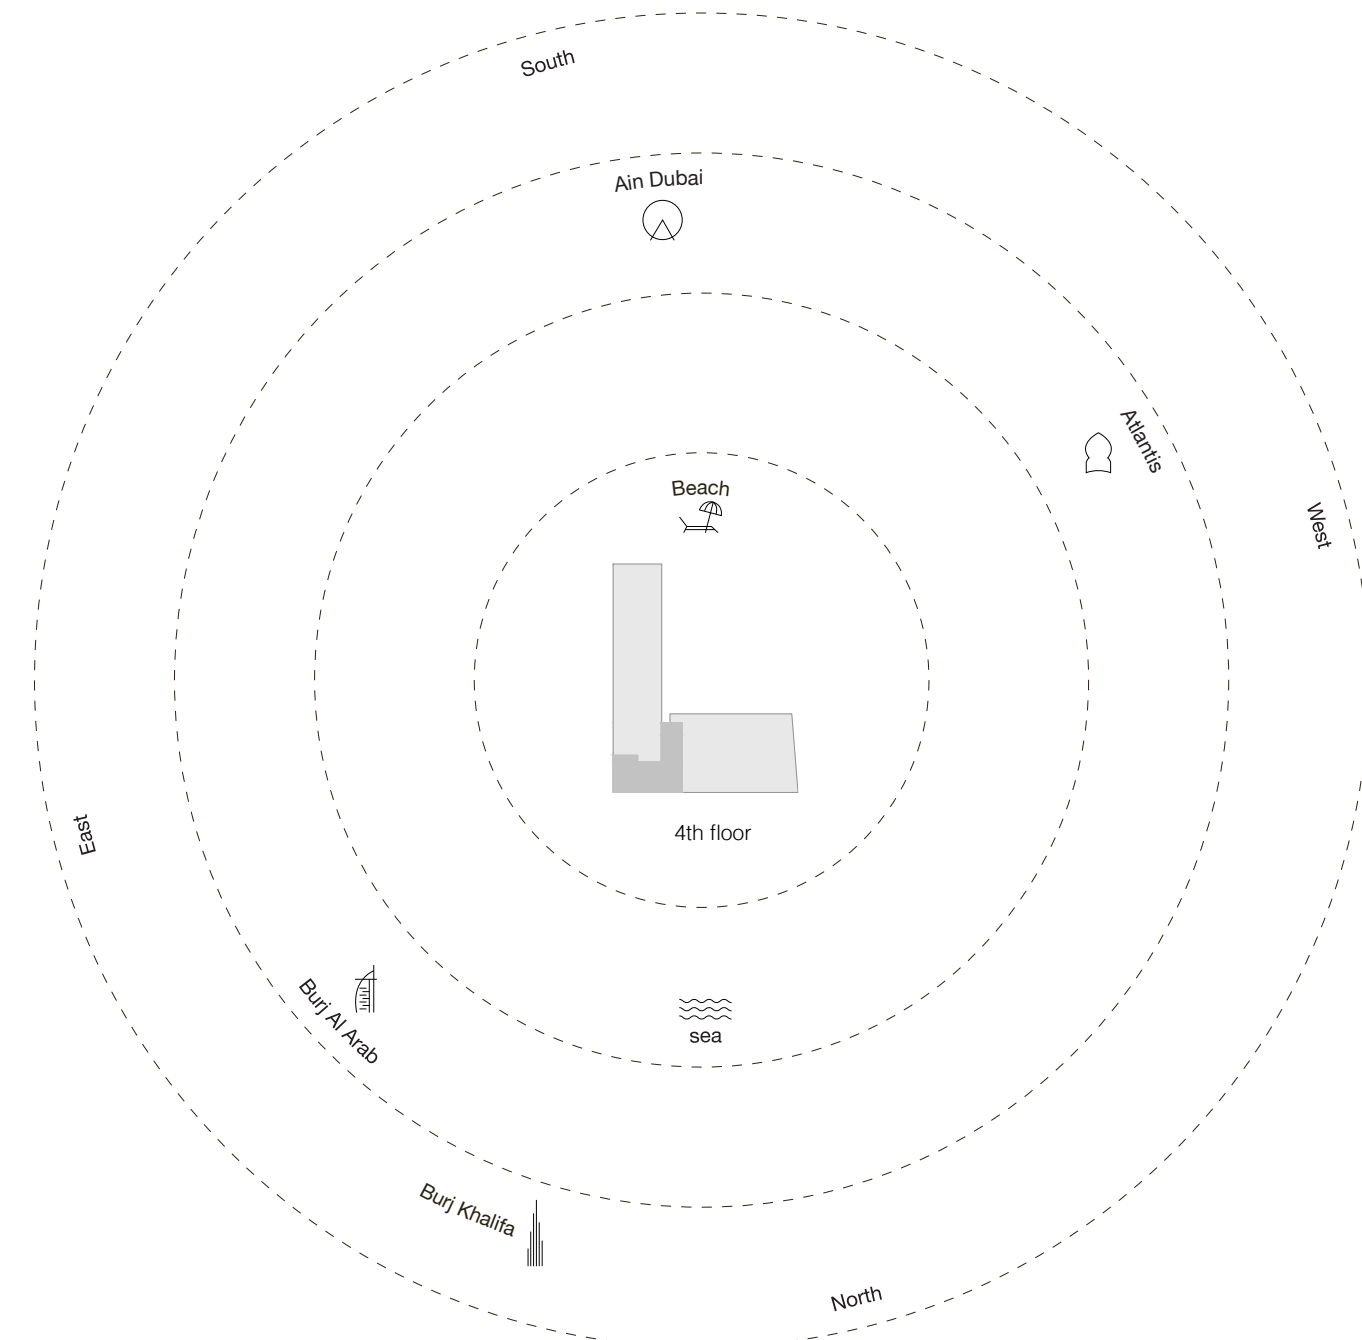 South
Ain Dubai
Atlantis
Beach
West
4th floor
East
Burj Al Arab
sea
Burj Khalifa
North